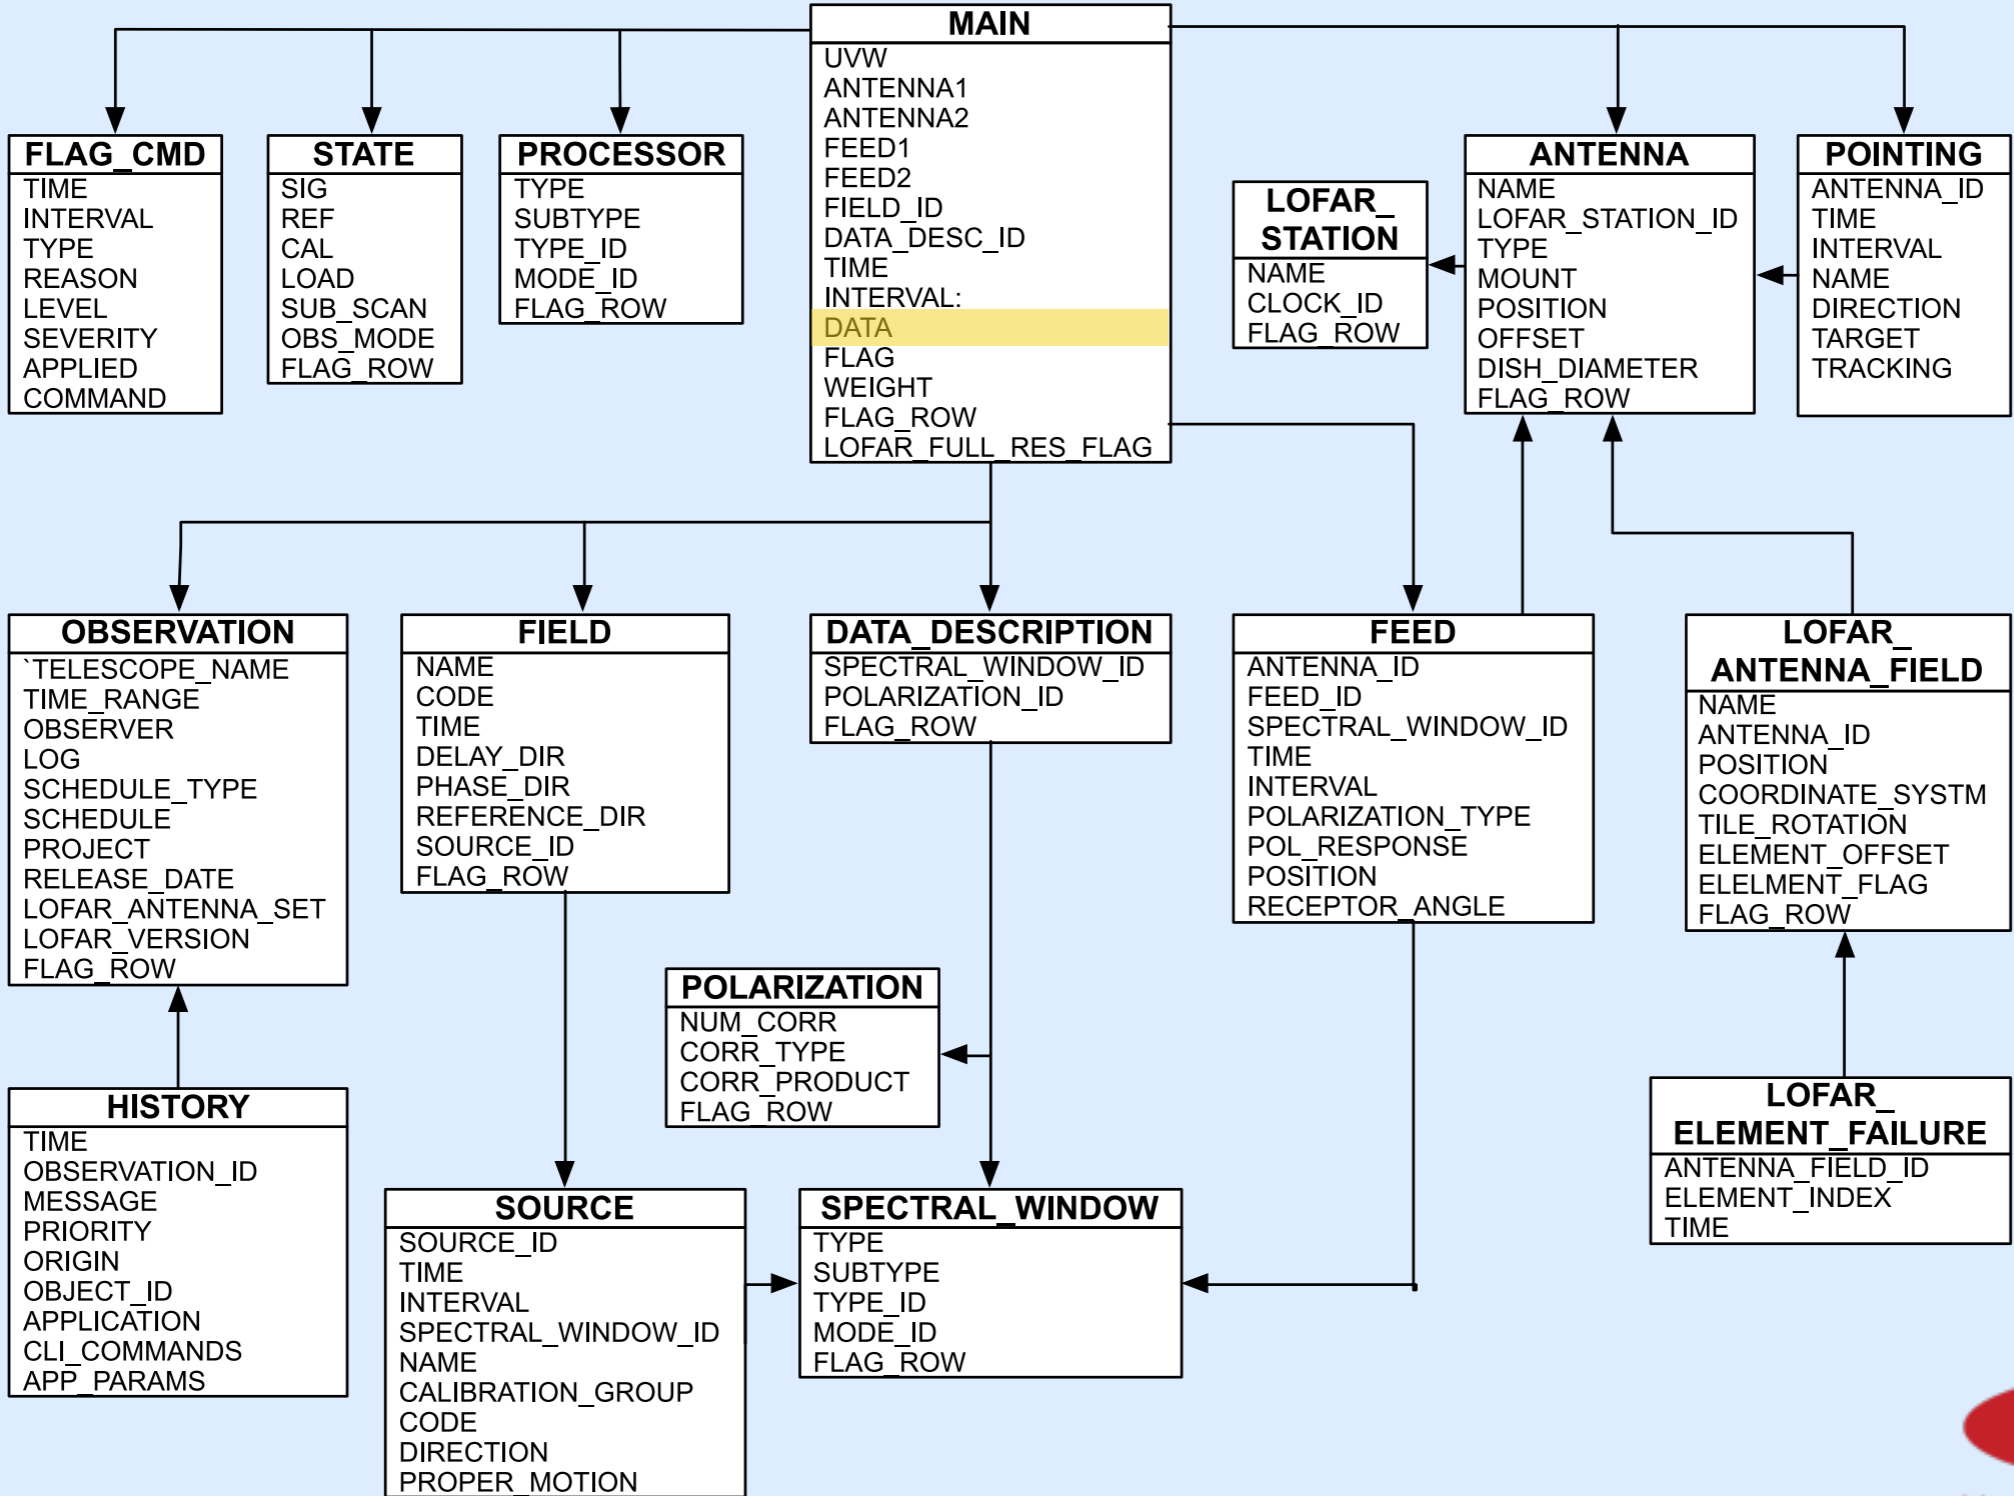 MAIN
UVW
ANTENNA1
ANTENNA2
FEED1
FEED2
FIELD_ID
DATA_DESC_ID
TIME
INTERVAL:
DATA
FLAG
WEIGHT
FLAG_ROW
LOFAR_FULL_RES_FLAG
FLAG_CMD
TIME
INTERVAL
TYPE
REASON
LEVEL
SEVERITY
APPLIED
COMMAND
STATE
SIG
REF
CAL
LOAD
SUB_SCAN
OBS_MODE
FLAG_ROW
PROCESSOR
TYPE
SUBTYPE
TYPE_ID
MODE_ID
FLAG_ROW
LOFAR_
STATION
NAME
CLOCK_ID
FLAG_ROW
ANTENNA
NAME
LOFAR_STATION_ID
TYPE
MOUNT
POSITION
OFFSET
DISH_DIAMETER
FLAG_ROW
POINTING
ANTENNA_ID
TIME
INTERVAL
NAME
DIRECTION
TARGET
TRACKING
OBSERVATION
`TELESCOPE_NAME
TIME_RANGE
OBSERVER
LOG
SCHEDULE_TYPE
SCHEDULE
PROJECT
RELEASE_DATE
LOFAR_ANTENNA_SET
LOFAR_VERSION
FLAG_ROW
FIELD
NAME
CODE
TIME
DELAY_DIR
PHASE_DIR
REFERENCE_DIR
SOURCE_ID
FLAG_ROW
DATA_DESCRIPTION
SPECTRAL_WINDOW_ID
POLARIZATION_ID
FLAG_ROW
FEED
ANTENNA_ID
FEED_ID
SPECTRAL_WINDOW_ID
TIME
INTERVAL
POLARIZATION_TYPE
POL_RESPONSE
POSITION
RECEPTOR_ANGLE
LOFAR_
ANTENNA_FIELD
NAME
ANTENNA_ID
POSITION
COORDINATE_SYSTM
TILE_ROTATION
ELEMENT_OFFSET
ELELMENT_FLAG
FLAG_ROW
POLARIZATION
NUM_CORR
CORR_TYPE
CORR_PRODUCT
FLAG_ROW
HISTORY
TIME
OBSERVATION_ID
MESSAGE
PRIORITY
ORIGIN
OBJECT_ID
APPLICATION
CLI_COMMANDS
APP_PARAMS
SOURCE
SOURCE_ID
TIME
INTERVAL
SPECTRAL_WINDOW_ID
NAME
CALIBRATION_GROUP
CODE
DIRECTION
PROPER_MOTION
SPECTRAL_WINDOW
TYPE
SUBTYPE
TYPE_ID
MODE_ID
FLAG_ROW
LOFAR_
ELEMENT_FAILURE
ANTENNA_FIELD_ID
ELEMENT_INDEX
TIME